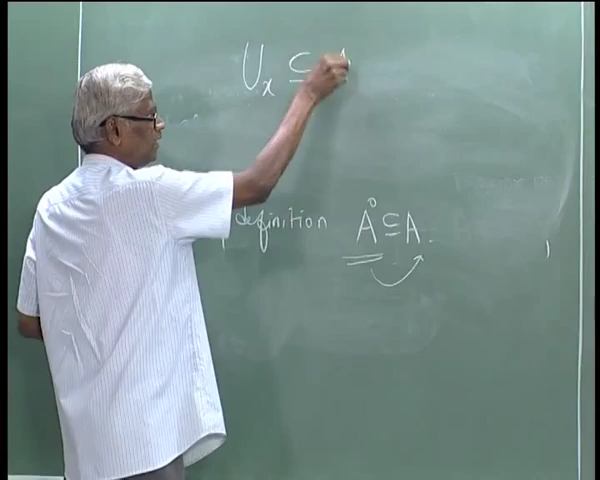 Uₓ ⊆
definition A° ⊆ A.